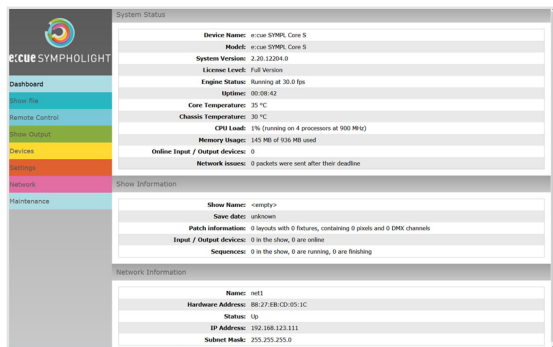 e:cue SYMPHOLIGHT
Dashboard
Show file
Remote Control
Show Output
Devices
Settings
Network
Maintenance
System Status
Device Name: e:cue SYMPL Core S
Model: e:cue SYMPL Core S
System Version: 2.20.12204.0
License Level: Full Version
Engine Status: Running at 30.0 fps
Uptime: 00:08:42
Core Temperature: 35 °C
Chassis Temperature: 30 °C
CPU Load: 1% (running on 4 processors at 900 MHz)
Memory Usage: 145 MB of 936 MB used
Online Input / Output devices: 0
Network issues: 0 packets were sent after their deadline
Show Information
Show Name: <empty>
Save date: unknown
Patch information: 0 layouts with 0 fixtures, containing 0 pixels and 0 DMX channels
Input / Output devices: 0 in the show, 0 are online
Sequences: 0 in the show, 0 are running, 0 are finishing
Network Information
Name: net1
Hardware Address: B8:27:EB:CD:05:1C
Status: Up
IP Address: 192.168.123.111
Subnet Mask: 255.255.255.0